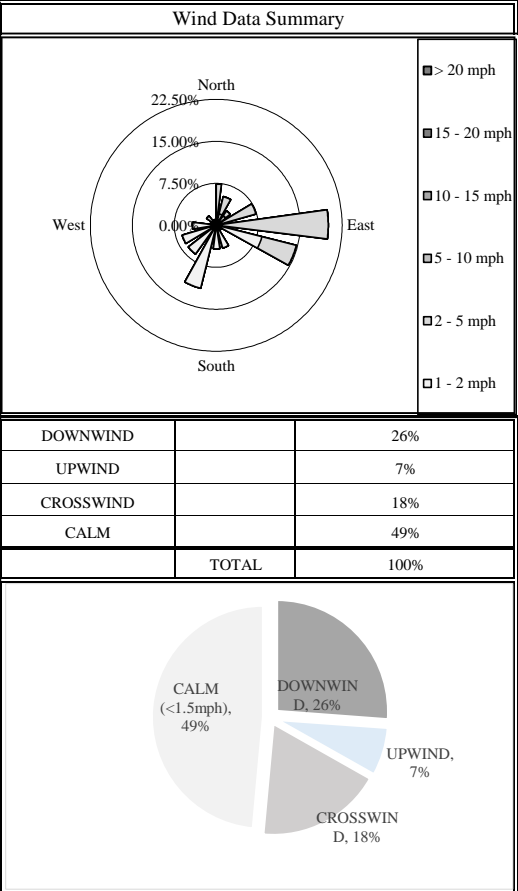 Wind Data Summary
North
22.50%
15.00%
7.50%
0.00%
West
East
South
> 20 mph
15 - 20 mph
10 - 15 mph
5 - 10 mph
2 - 5 mph
1 - 2 mph
DOWNWIND 26%
UPWIND 7%
CROSSWIND 18%
CALM 49%
TOTAL 100%
CALM
(<1.5mph),
49%
DOWNWIN
D, 26%
UPWIND,
7%
CROSSWIN
D, 18%